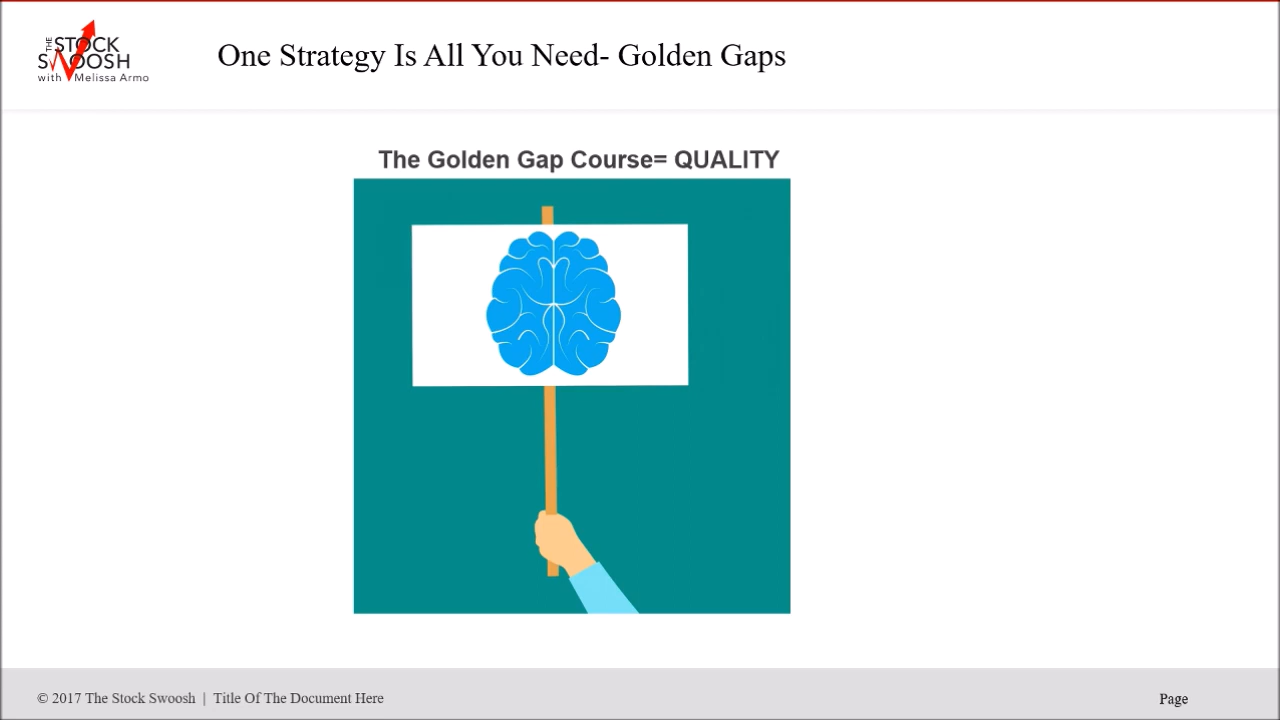 THE
STOCK
SWOOSH
with Melissa Armo
One Strategy Is All You Need- Golden Gaps
The Golden Gap Course= QUALITY
© 2017 The Stock Swoosh | Title Of The Document Here
Page